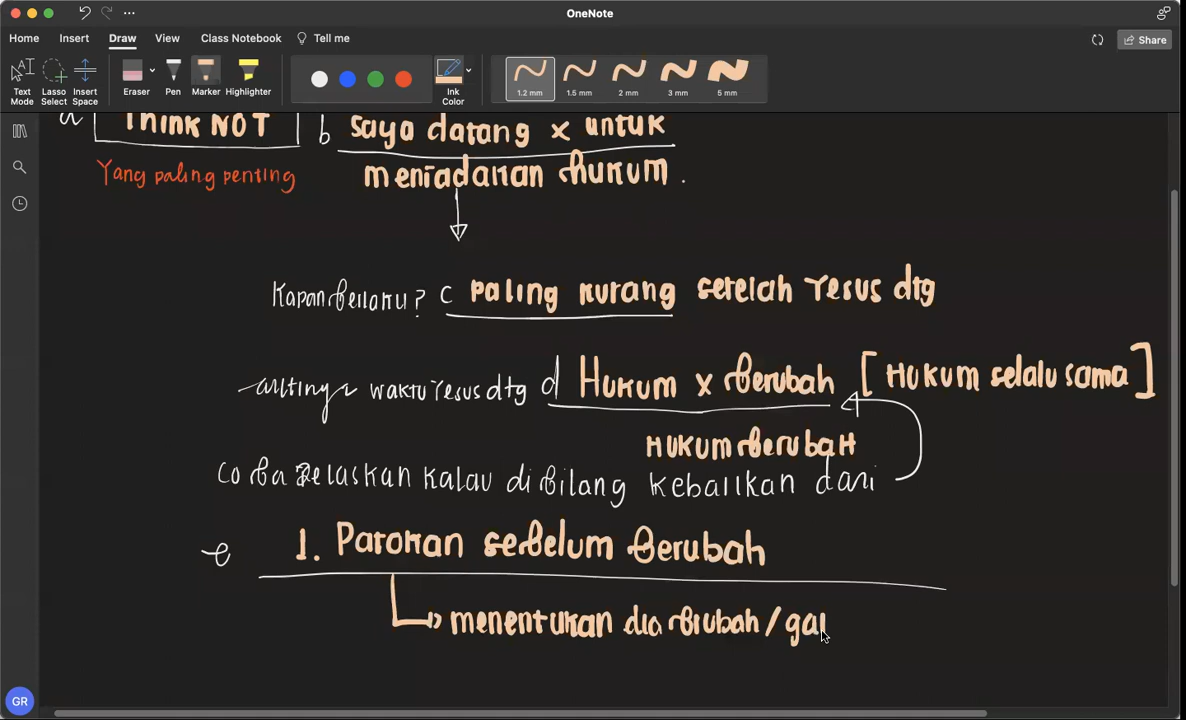 OneNote
Home Insert Draw View Class Notebook Tell me
Share
Text Mode
Lasso Select
Insert Space
Eraser
Pen
Marker
Highlighter
Ink Color
1.2 mm
1.5 mm
2 mm
3 mm
5 mm
a Think NOT b saya datang x untuk
Yang paling penting meniadakan hukum.
Kapan berlaku? c paling kurang setelah Yesus dtg
artinya waktu Yesus dtg d Hukum x berubah [Hukum selalu sama]
HUKUM berubah
Coba jelaskan kalau dibilang kebalikan dari
e 1. Patokan sebelum berubah
menentukan dia brubah/gak
GR